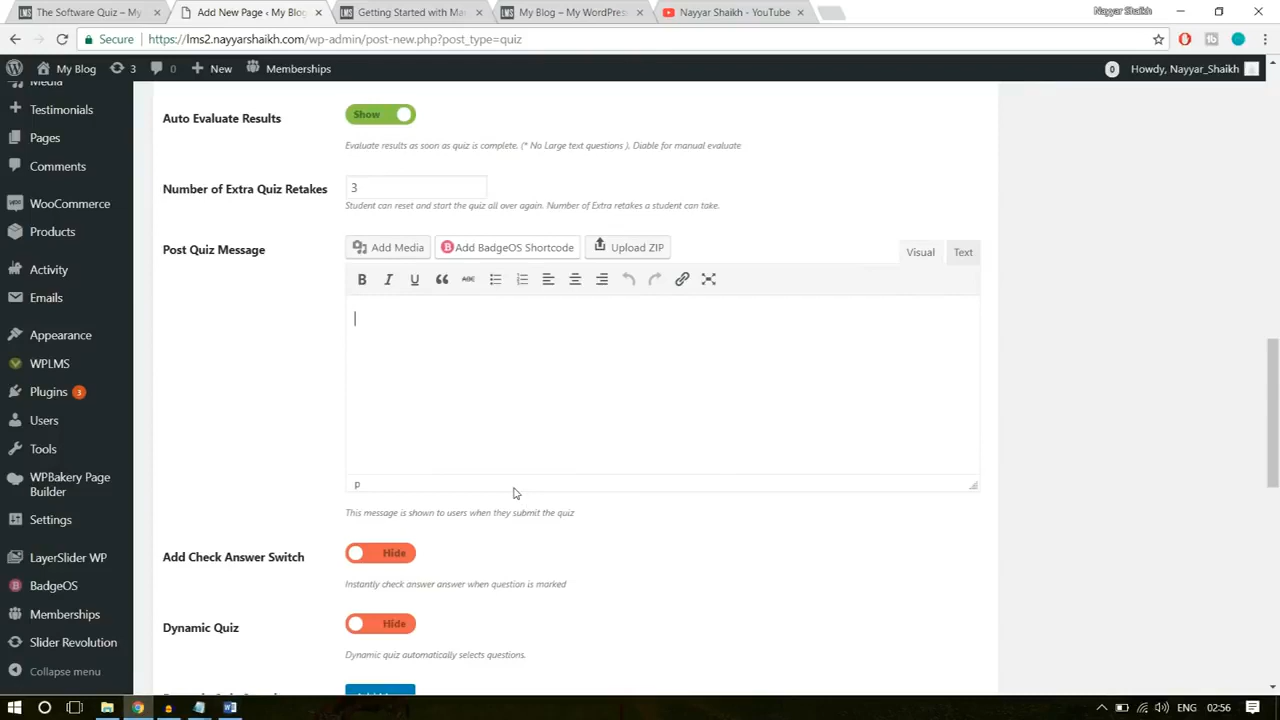 The Software Quiz – My
Add New Page ‹ My Blog
Getting Started with Ma
My Blog – My WordPress
Nayyar Shaikh - YouTube
Nayyar Shaikh
Secure
https://lms2.nayyarshaikh.com/wp-admin/post-new.php?post_type=quiz
My Blog
3
0
New
Memberships
0
Howdy, Nayyar_Shaikh
Media
Testimonials
Pages
Comments
WooCommerce
Products
Activity
Emails
Appearance
WPLMS
Plugins 3
Users
Tools
WPBakery Page
Builder
Settings
LayerSlider WP
BadgeOS
Memberships
Slider Revolution
Collapse menu
Auto Evaluate Results
Show
Evaluate results as soon as quiz is complete. (* No Large text questions ), Diable for manual evaluate
Number of Extra Quiz Retakes
3
Student can reset and start the quiz all over again. Number of Extra retakes a student can take.
Post Quiz Message
Add Media
Add BadgeOS Shortcode
Upload ZIP
Visual
Text
B I U ABC
p
This message is shown to users when they submit the quiz
Add Check Answer Switch
Hide
Instantly check answer answer when question is marked
Dynamic Quiz
Hide
Dynamic quiz automatically selects questions.
ENG
02:56